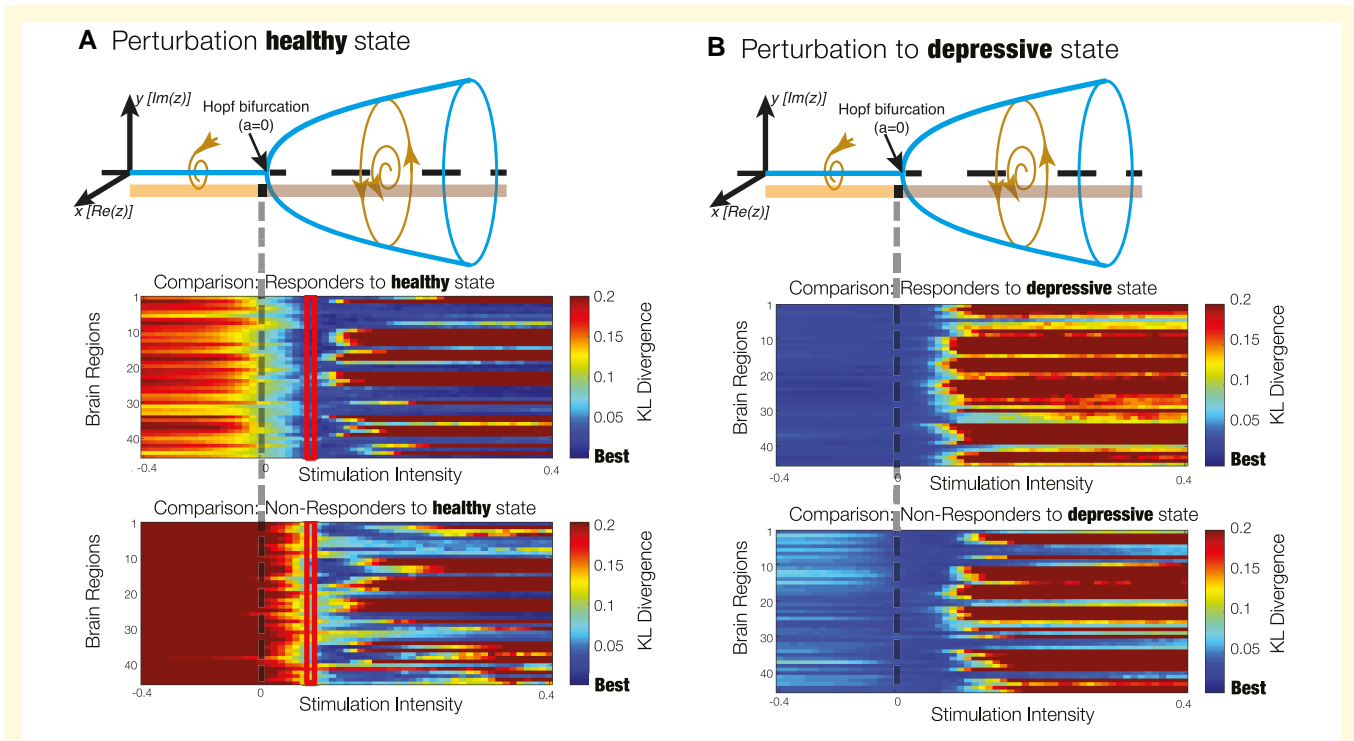 A Perturbation healthy state
y [Im(z)]
Hopf bifurcation
(a=0)
x [Re(z)]
Comparison: Responders to healthy state
1
10
20
30
40
Brain Regions
-0.4
0
0.4
Stimulation Intensity
0.2
0.15
0.1
0.05
Best
KL Divergence
Comparison: Non-Responders to healthy state
1
10
20
30
40
Brain Regions
-0.4
0
0.4
Stimulation Intensity
0.2
0.15
0.1
0.05
Best
KL Divergence
B Perturbation to depressive state
y [Im(z)]
Hopf bifurcation
(a=0)
x [Re(z)]
Comparison: Responders to depressive state
1
10
20
30
40
Brain Regions
-0.4
0
0.4
Stimulation Intensity
0.2
0.15
0.1
0.05
Best
KL Divergence
Comparison: Non-Responders to depressive state
1
10
20
30
40
Brain Regions
-0.4
0
0.4
Stimulation Intensity
0.2
0.15
0.1
0.05
Best
KL Divergence